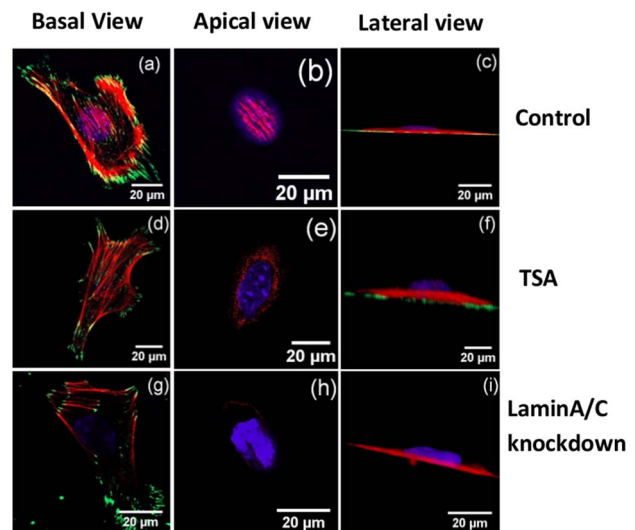 Basal View Apical view Lateral view
(a) (b) (c)
Control
20 µm 20 µm 20 µm
(d) (e) (f)
TSA
20 µm 20 µm 20 µm
(g) (h) (i)
LaminA/C
knockdown
20 µm 20 µm 20 µm